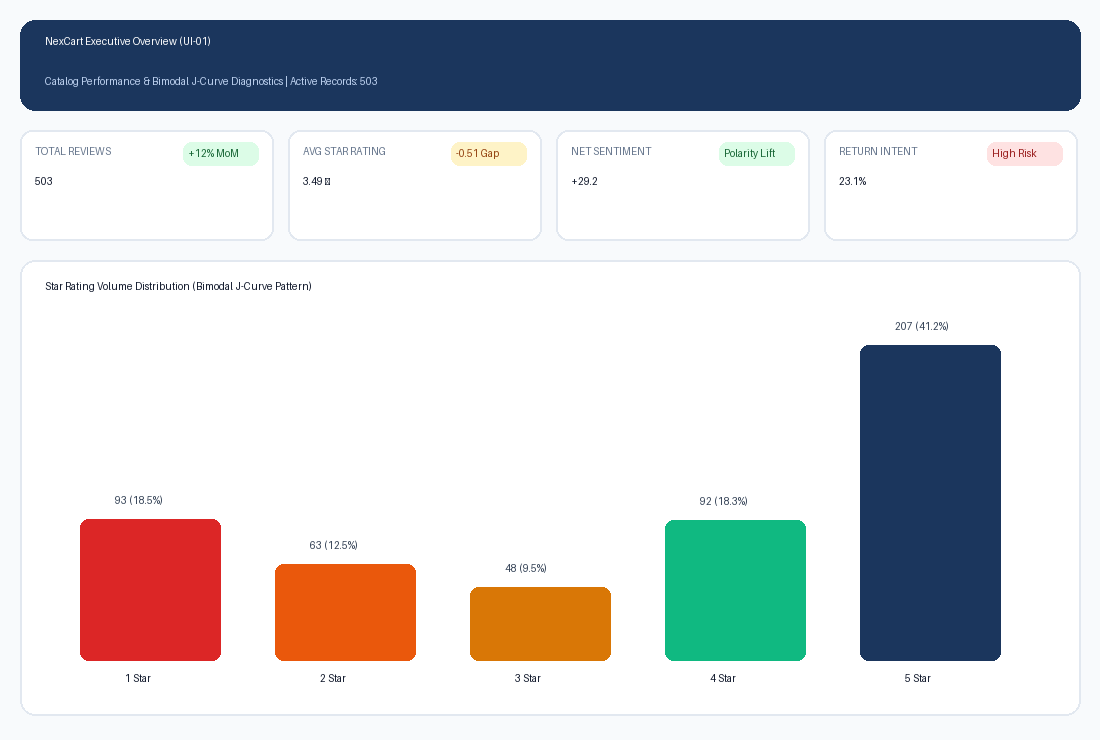 NexCart Executive Overview (UI-01)
Catalog Performance & Bimodal J-Curve Diagnostics | Active Records: 503
TOTAL REVIEWS
+12% MoM
503
AVG STAR RATING
-0.51 Gap
3.49
NET SENTIMENT
Polarity Lift
+29.2
RETURN INTENT
High Risk
23.1%
Star Rating Volume Distribution (Bimodal J-Curve Pattern)
207 (41.2%)
93 (18.5%)
92 (18.3%)
63 (12.5%)
48 (9.5%)
1 Star
2 Star
3 Star
4 Star
5 Star